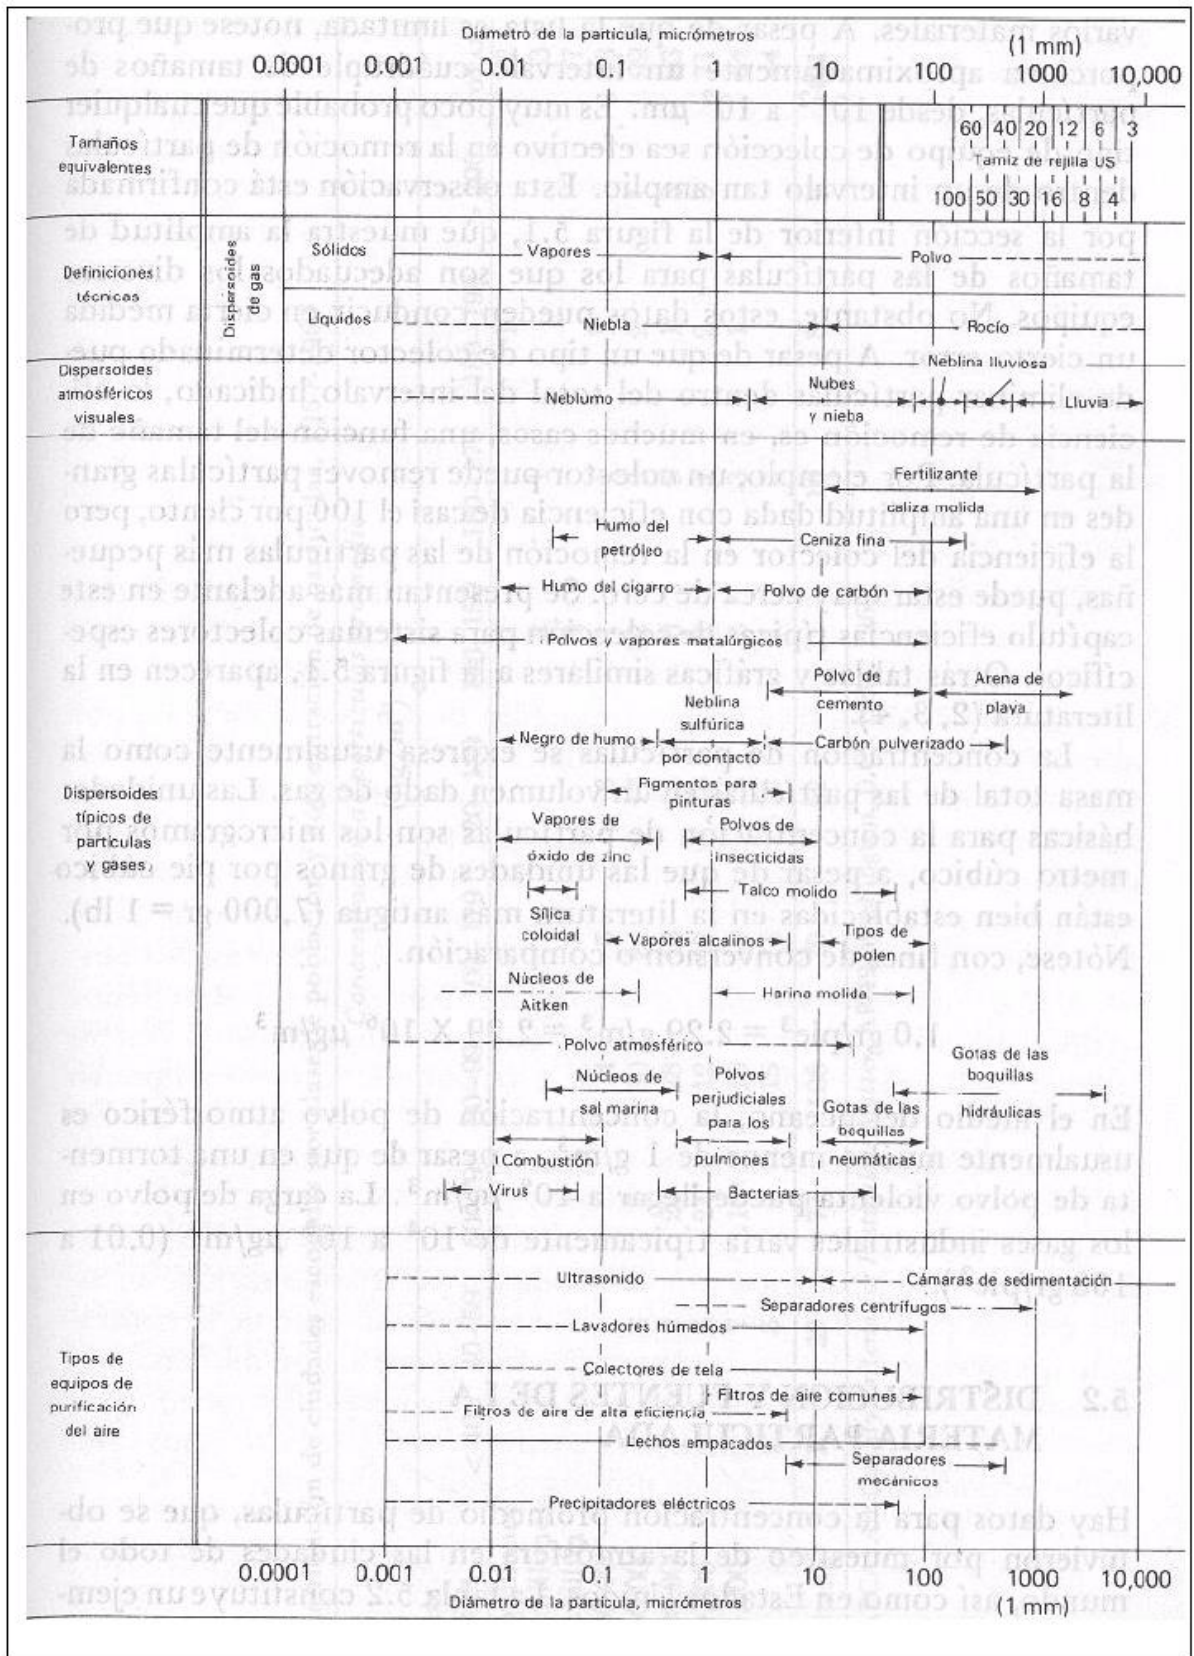 Diámetro de la partícula, micrómetros
(1 mm)
0.0001 0.001 0.01 0.1 1 10 100 1000 10,000
Tamaños
equivalentes
60 40 20 12 6 3
Tamiz de rejilla US
100 50 30 16 8 4
Definiciones
técnicas
Dispersoides
de gas
Sólidos
Vapores
Polvo
Líquidos
Niebla
Rocío
Dispersoides
atmosféricos
visuales
Neblumo
Nubes
y nieba
Neblina lluviosa
Lluvia
Dispersoides
típicos de
partículas
y gases
Fertilizante
caliza molida
Humo del
petróleo
Ceniza fina
Humo del cigarro
Polvo de carbón
Polvos y vapores metalúrgicos
Polvo de
cemento
Arena de
playa
Negro de humo
Neblina
sulfúrica
por contacto
Carbón pulverizado
Pigmentos para
pinturas
Vapores de
óxido de zinc
Polvos de
insecticidas
Talco molido
Sílica
coloidal
Vapores alcalinos
Tipos de
polen
Núcleos de
Aitken
Harina molida
Polvo atmosférico
Núcleos de
sal marina
Polvos
perjudiciales
para los
pulmones
Gotas de las
boquillas
neumáticas
Gotas de las
boquillas
hidráulicas
Combustión
Virus
Bacterias
Tipos de
equipos de
purificación
del aire
Ultrasonido
Cámaras de sedimentación
Separadores centrífugos
Lavadores húmedos
Colectores de tela
Filtros de aire comunes
Filtros de aire de alta eficiencia
Lechos empacados
Separadores
mecánicos
Precipitadores eléctricos
0.0001 0.001 0.01 0.1 1 10 100 1000 10,000
Diámetro de la partícula, micrómetros
(1 mm)